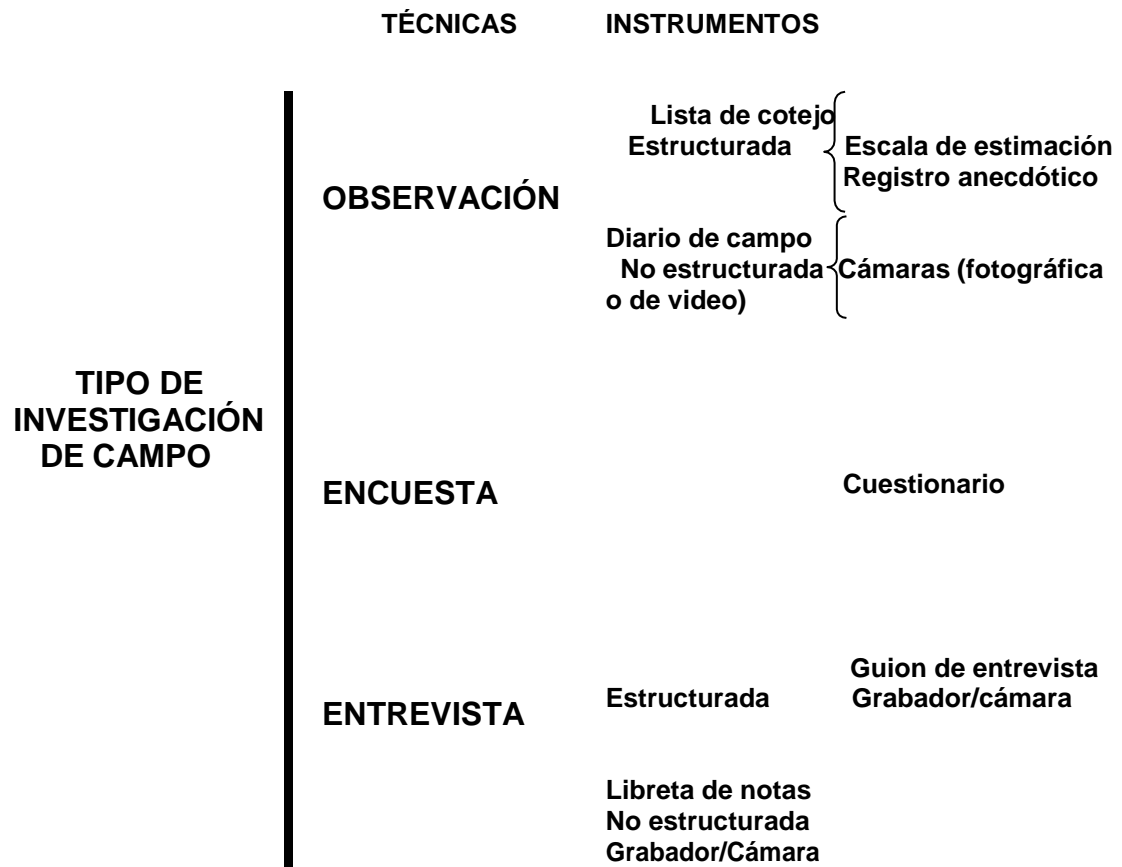 TÉCNICAS INSTRUMENTOS
Lista de cotejo
Estructurada Escala de estimación
Registro anecdótico
OBSERVACIÓN
Diario de campo
No estructurada Cámaras (fotográfica
o de video)
TIPO DE
INVESTIGACIÓN
DE CAMPO
ENCUESTA
Cuestionario
ENTREVISTA
Estructurada
Guion de entrevista
Grabador/cámara
Libreta de notas
No estructurada
Grabador/Cámara